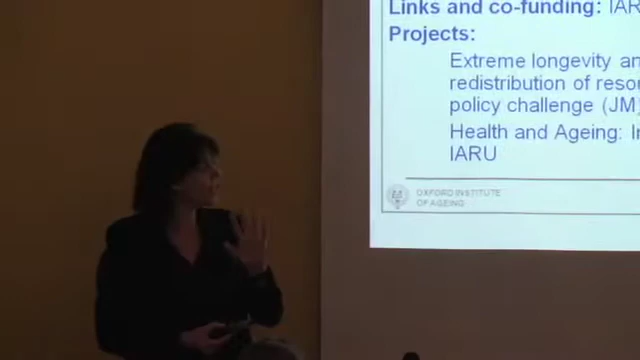 Links and co-funding: IAR
Projects:
Extreme longevity an
redistribution of reso
policy challenge (JM)
Health and Ageing: In
IARU
OXFORD INSTITUTE
OF AGEING